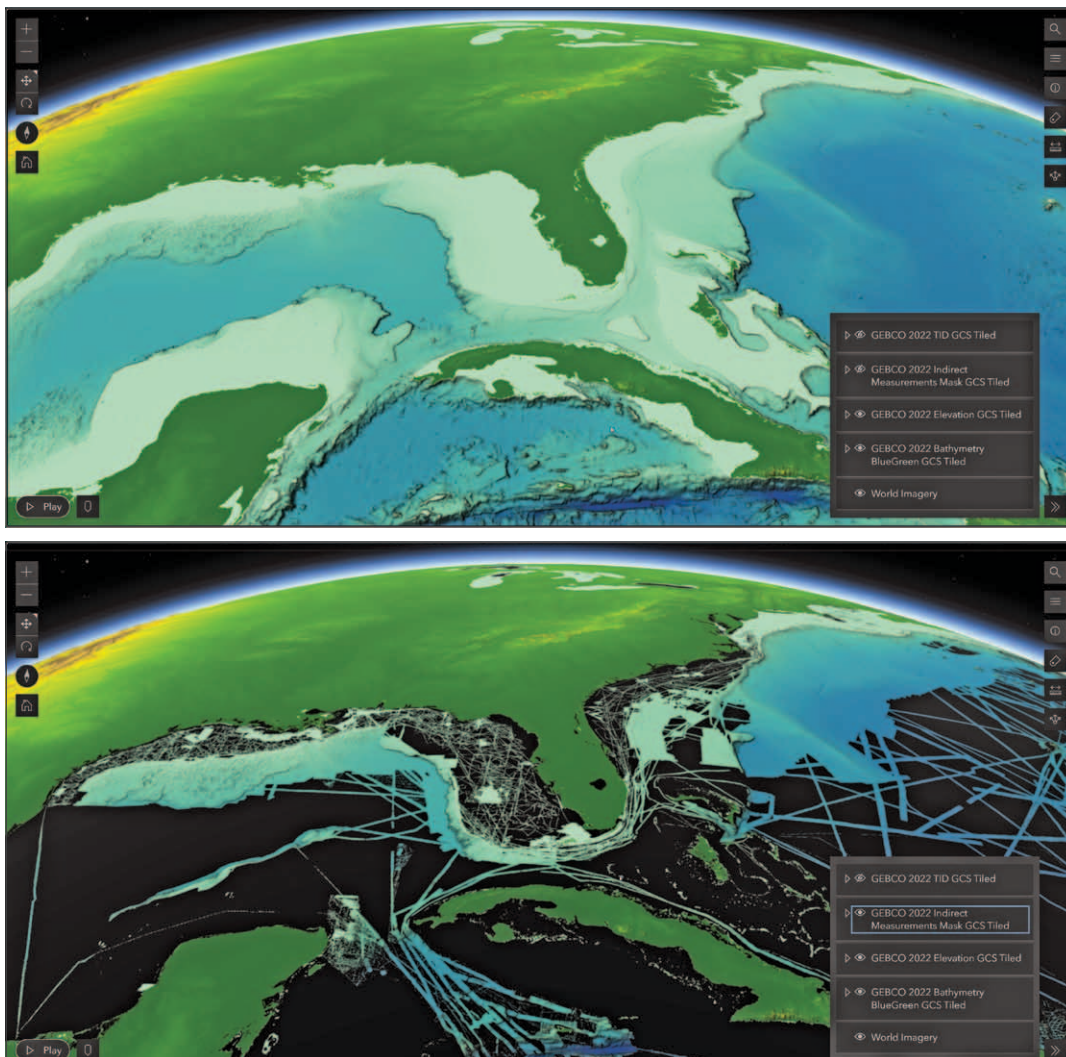 GEBCO 2022 TID GCS Tiled
GEBCO 2022 Indirect
Measurements Mask GCS Tiled
GEBCO 2022 Elevation GCS Tiled
GEBCO 2022 Bathymetry
BlueGreen GCS Tiled
World Imagery
Play
GEBCO 2022 TID GCS Tiled
GEBCO 2022 Indirect
Measurements Mask GCS Tiled
GEBCO 2022 Elevation GCS Tiled
GEBCO 2022 Bathymetry
BlueGreen GCS Tiled
World Imagery
Play